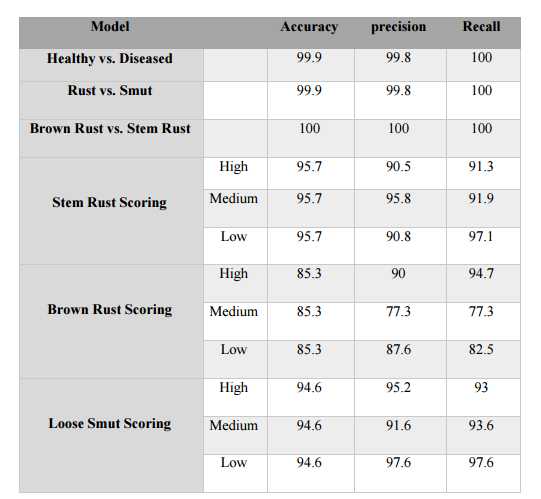 Model Accuracy precision Recall
Healthy vs. Diseased 99.9 99.8 100
Rust vs. Smut 99.9 99.8 100
Brown Rust vs. Stem Rust 100 100 100
Stem Rust Scoring
High 95.7 90.5 91.3
Medium 95.7 95.8 91.9
Low 95.7 90.8 97.1
Brown Rust Scoring
High 85.3 90 94.7
Medium 85.3 77.3 77.3
Low 85.3 87.6 82.5
Loose Smut Scoring
High 94.6 95.2 93
Medium 94.6 91.6 93.6
Low 94.6 97.6 97.6